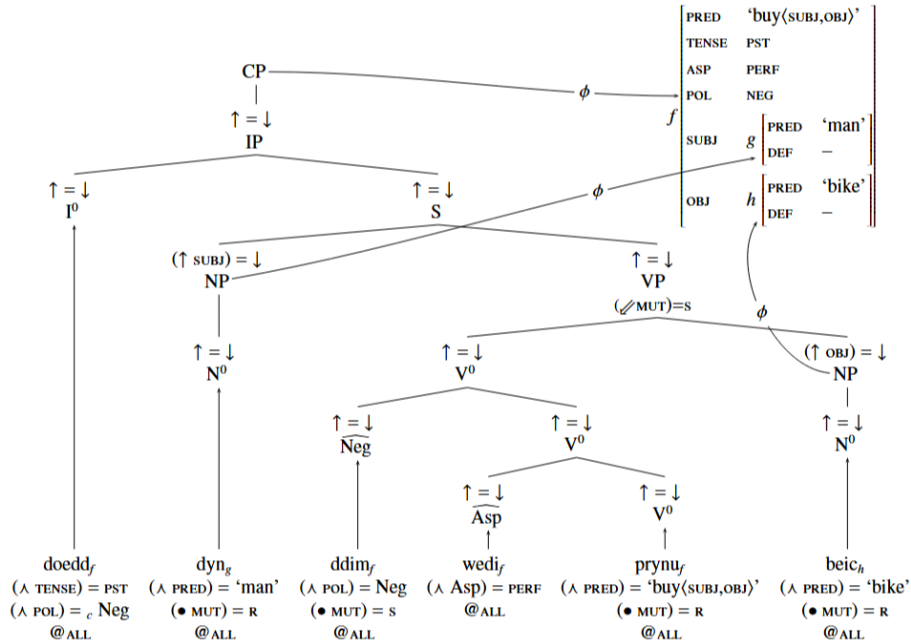 PRED ‘buy⟨SUBJ,OBJ⟩’
TENSE PST
ASP PERF
POL NEG
f
SUBJ g PRED ‘man’
DEF –
OBJ h PRED ‘bike’
DEF –
CP
ϕ
↑ = ↓
IP
↑ = ↓
I⁰
↑ = ↓
S
ϕ
(↑ SUBJ) = ↓
NP
↑ = ↓
VP
(⇙ MUT)=S
ϕ
↑ = ↓
N⁰
↑ = ↓
V⁰
(↑ OBJ) = ↓
NP
↑ = ↓
Neg
↑ = ↓
V⁰
↑ = ↓
N⁰
↑ = ↓
Asp
↑ = ↓
V⁰
doedd_f dyn_g ddim_f wedi_f prynu_f beic_h
(⋏ TENSE) = PST (⋏ PRED) = ‘man’ (⋏ POL) = Neg (⋏ Asp) = PERF (⋏ PRED) = ‘buy⟨SUBJ,OBJ⟩’ (⋏ PRED) = ‘bike’
(⋏ POL) = c Neg (● MUT) = R (● MUT) = S @ALL (● MUT) = R (● MUT) = R
@ALL @ALL @ALL @ALL @ALL